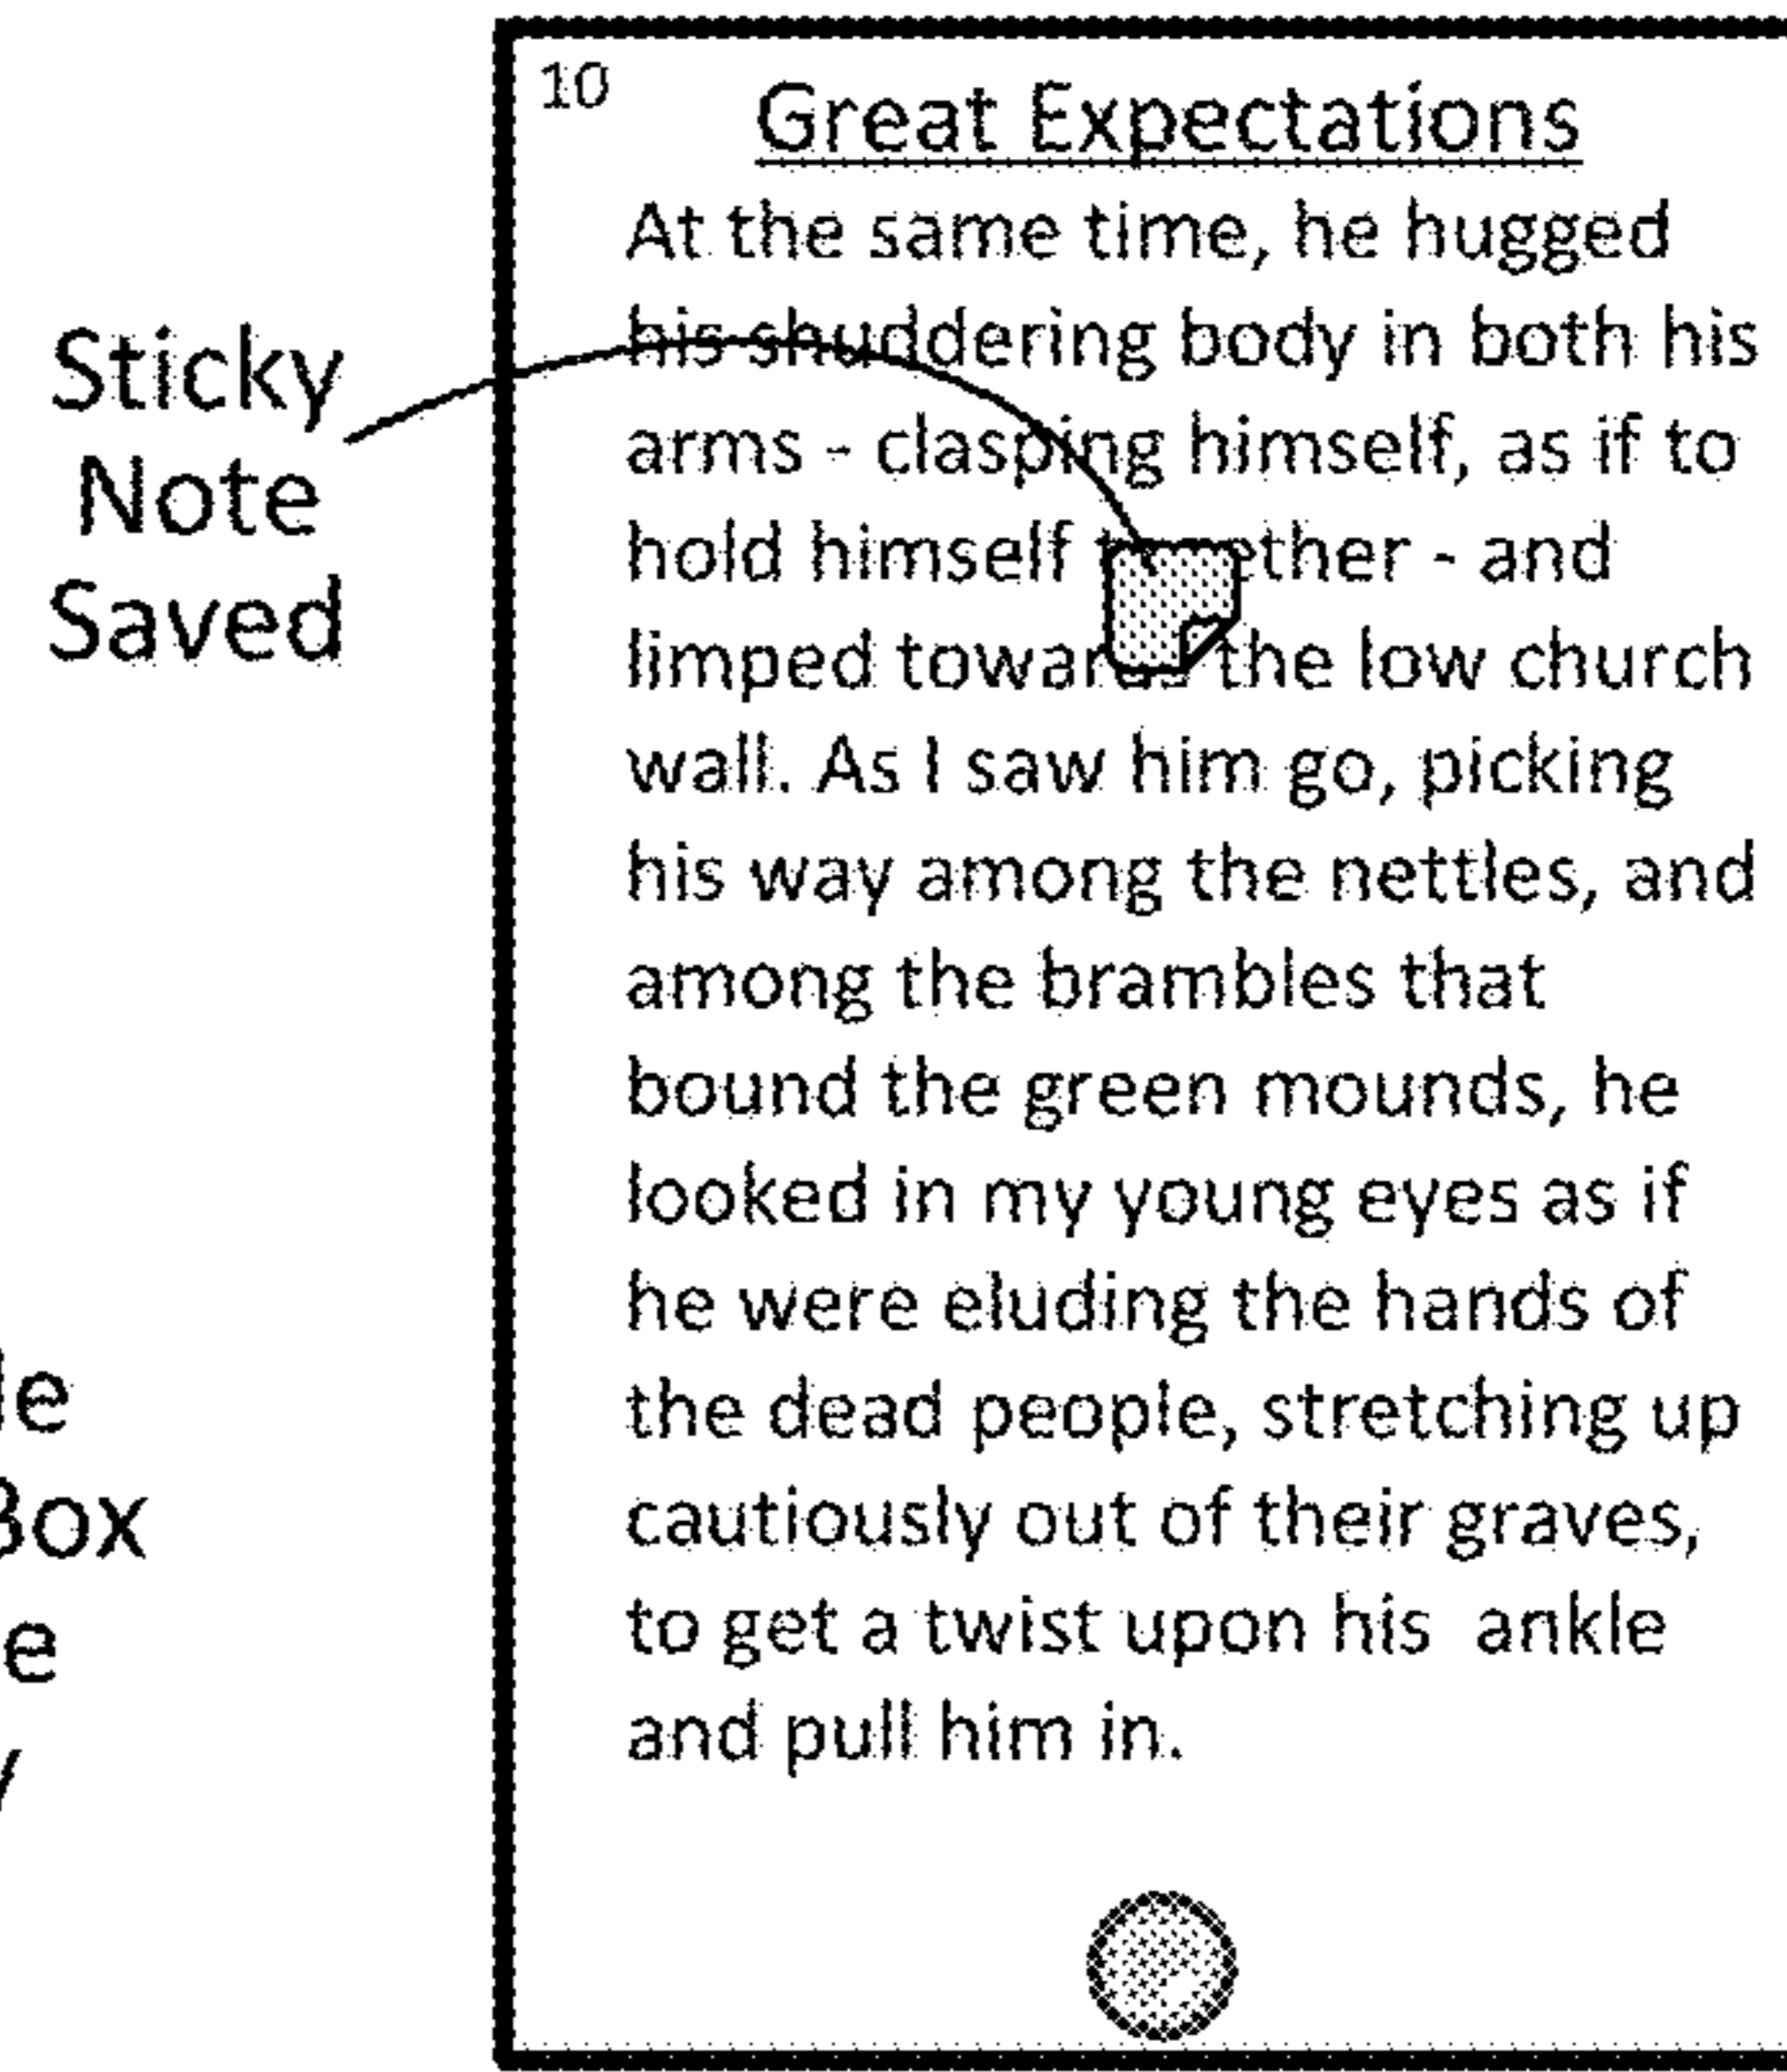 10
Great Expectations
At the same time, he hugged
his shuddering body in both his
arms - clasping himself, as if to
hold himself - and
limped the low church
wall. As I saw him go, picking
his way among the nettles, and
among the brambles that
bound the green mounds, he
looked in my young eyes as if
he were eluding the hands of
the dead people, stretching up
cautiously out of their graves,
to get a twist upon his ankle
and pull him in.
Sticky
Note
Saved
Box